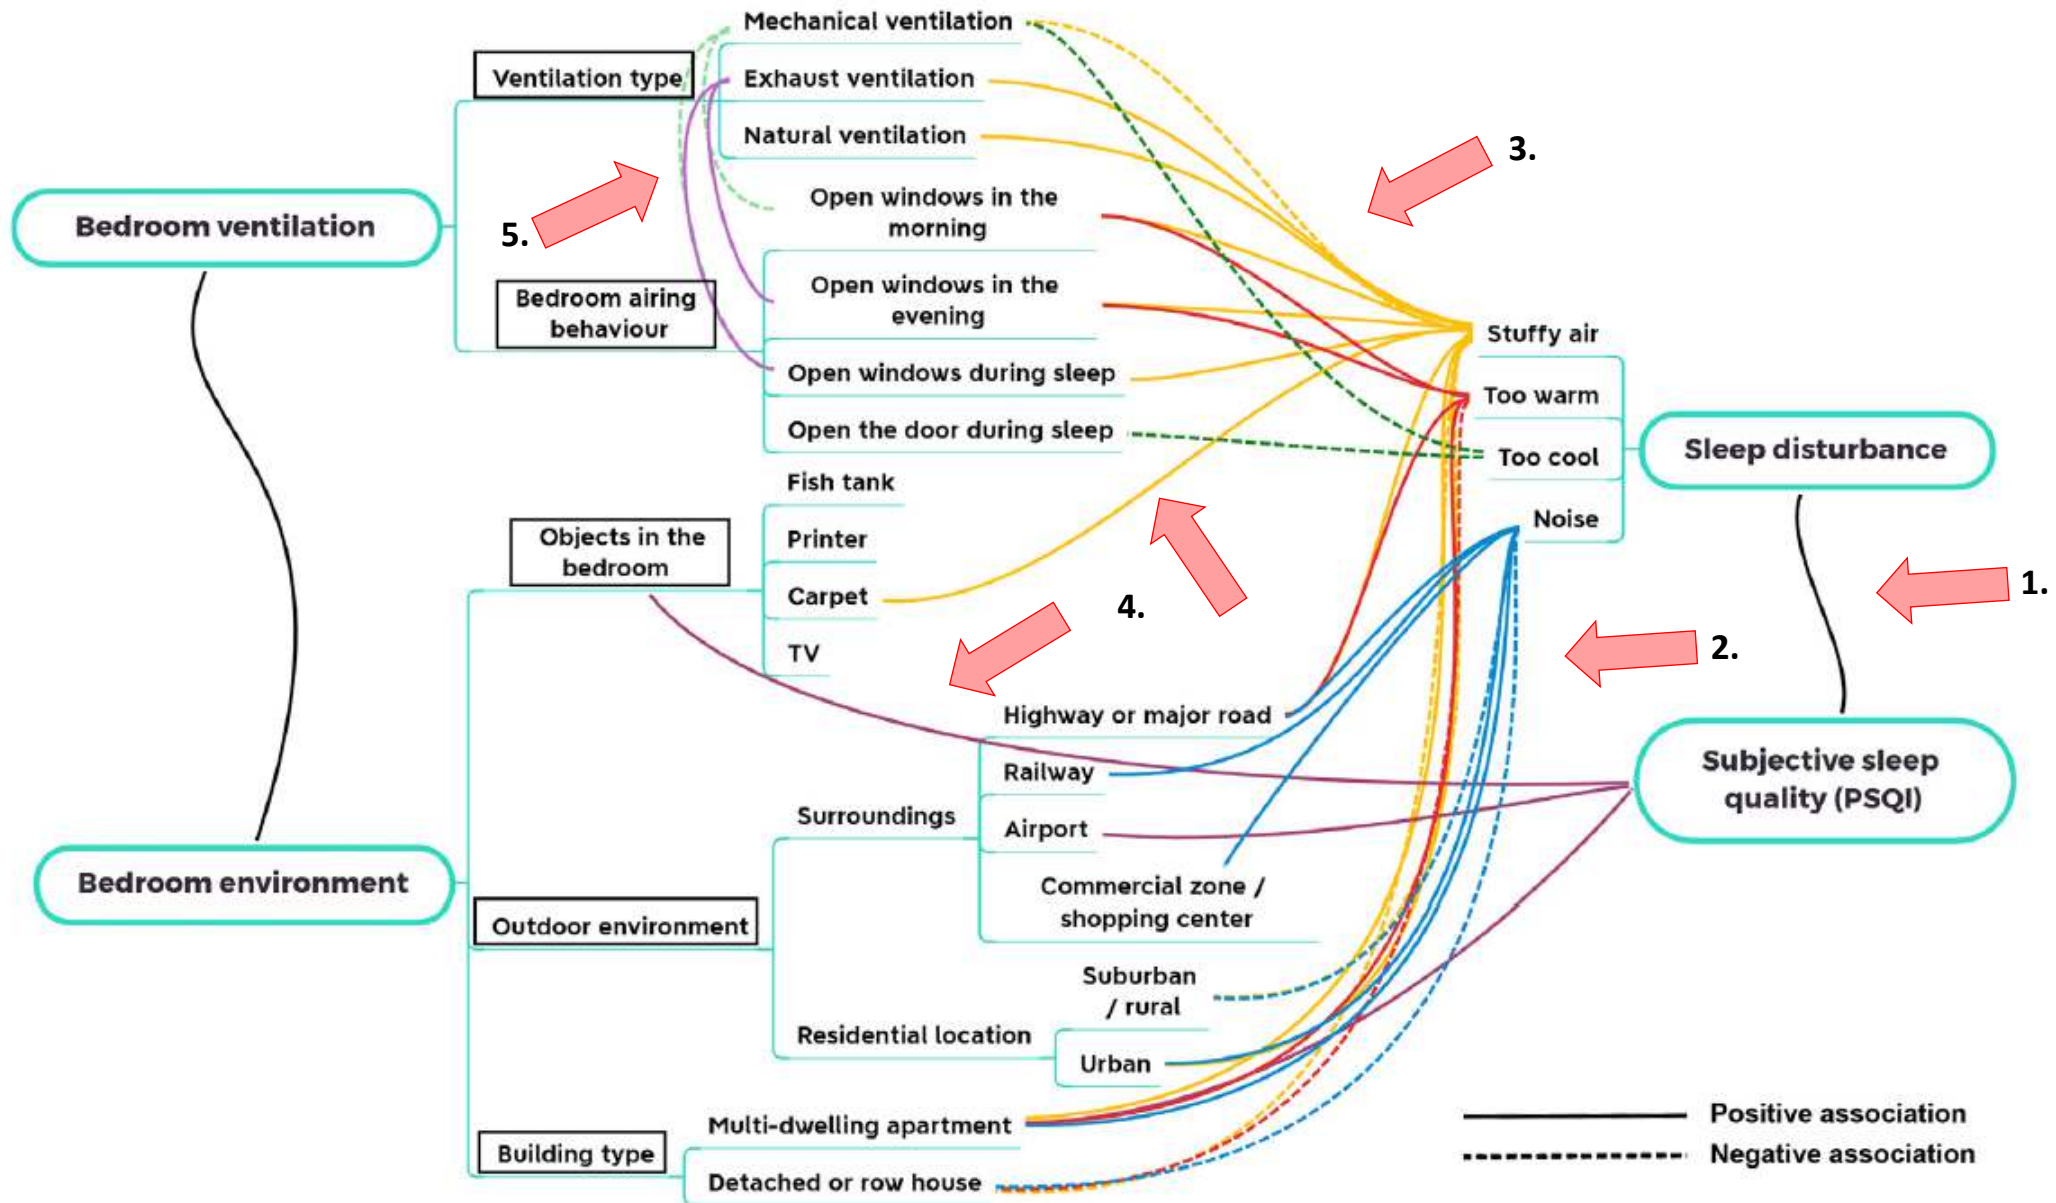 Mechanical ventilation
Ventilation type
Exhaust ventilation
Natural ventilation
3.
Bedroom ventilation
5.
Open windows in the
morning
Bedroom airing
behaviour
Open windows in the
evening
Stuffy air
Open windows during sleep
Too warm
Open the door during sleep
Too cool
Sleep disturbance
Fish tank
Noise
Objects in the
bedroom
Printer
Carpet
4.
1.
TV
2.
Highway or major road
Railway
Subjective sleep
quality (PSQI)
Surroundings
Airport
Bedroom environment
Commercial zone /
shopping center
Outdoor environment
Suburban
/ rural
Residential location
Urban
Multi-dwelling apartment
Building type
Detached or row house
Positive association
Negative association